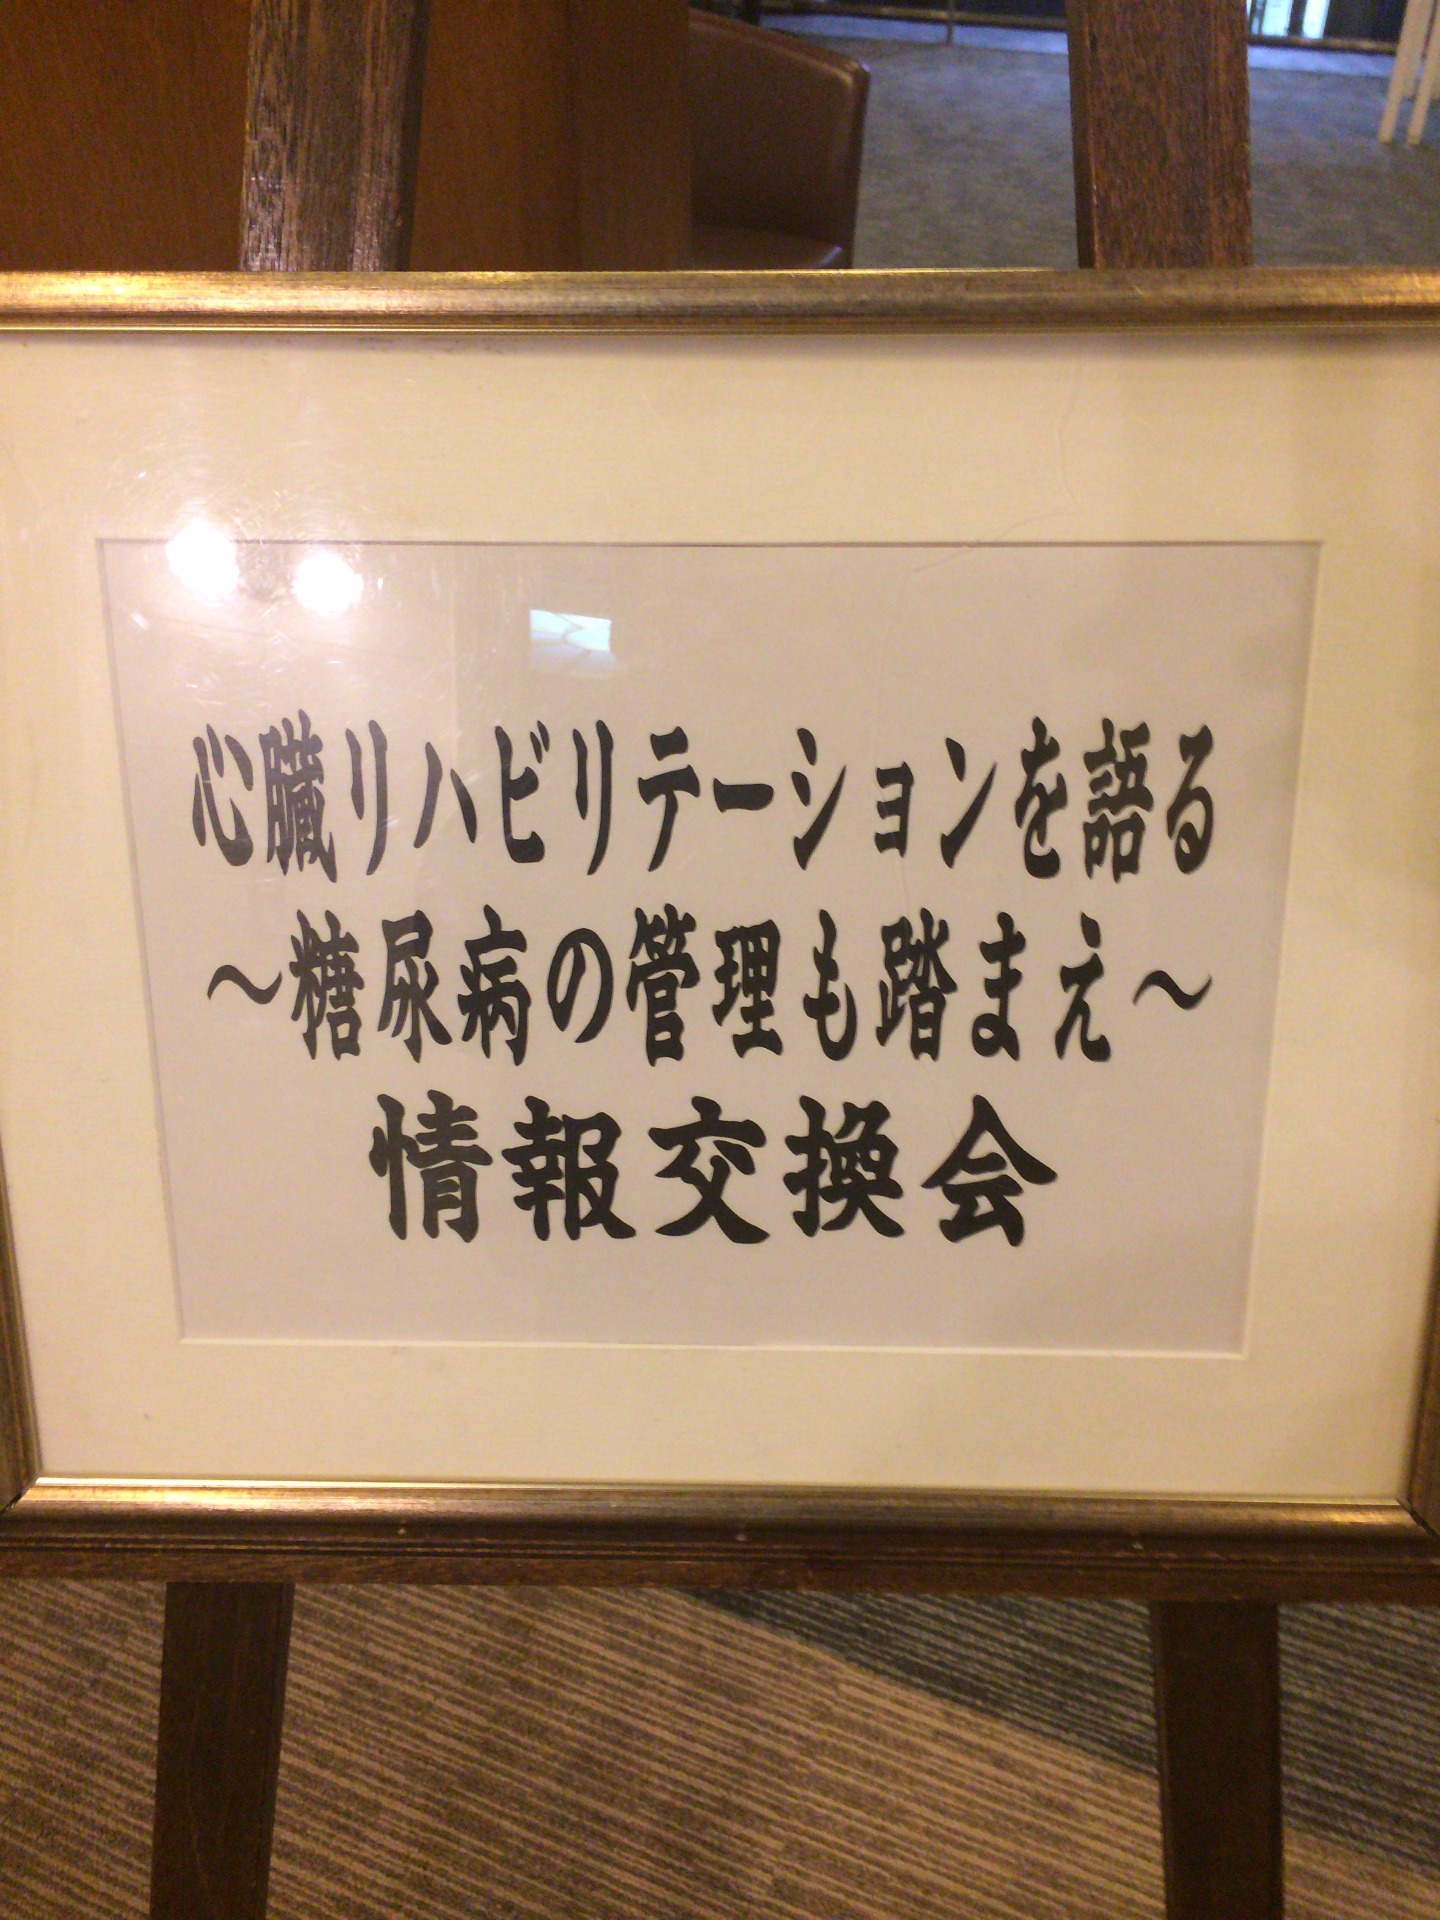 心臓リハビリテーションを語る
～糖尿病の管理も踏まえ～
情報交換会